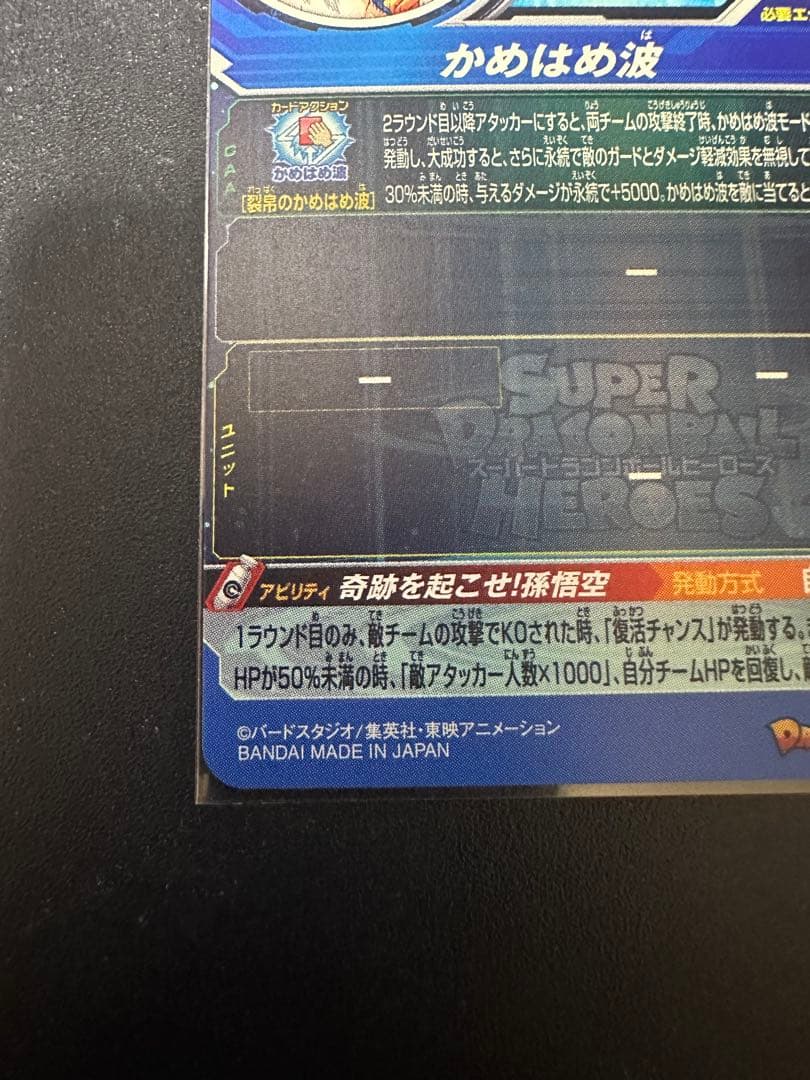 必要エ
かめはめ波
カードアクション
かめはめ波
[裂帛のかめはめ波]
CAA
2ラウンド目以降アタッカーにすると、両チームの攻撃終了時、かめはめ波モード
発動し、大成功すると、さらに永続で敵のガードとダメージ軽減効果を無視して
30%未満の時、与えるダメージが永続で+5000。かめはめ波を敵に当てると
ー
ー
ー
ー
ユニット
SUPER
DRAGONBALL
スーパードラゴンボールヒーローズ
HEROES
アビリティ 奇跡を起こせ!孫悟空 発動方式
1ラウンド目のみ、敵チームの攻撃でKOされた時、「復活チャンス」が発動する。
HPが50%未満の時、「敵アタッカー人数×1000」、自分チームHPを回復し、
©バードスタジオ/集英社・東映アニメーション
BANDAI MADE IN JAPAN